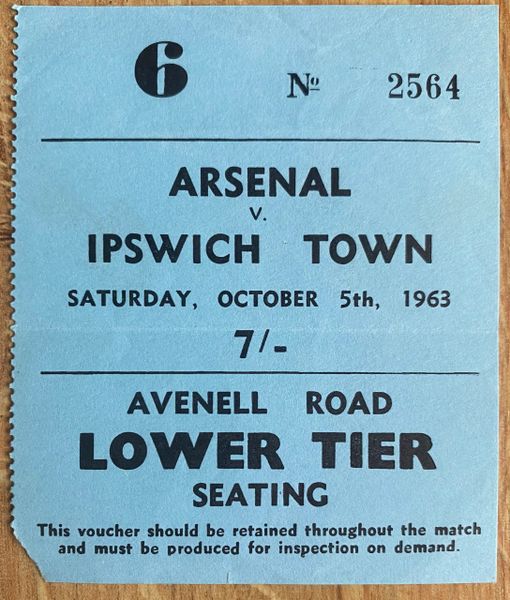 6 Nº 2564
ARSENAL
V.
IPSWICH TOWN
SATURDAY, OCTOBER 5th, 1963
7/-
AVENELL ROAD
LOWER TIER
SEATING
This voucher should be retained throughout the match
and must be produced for inspection on demand.